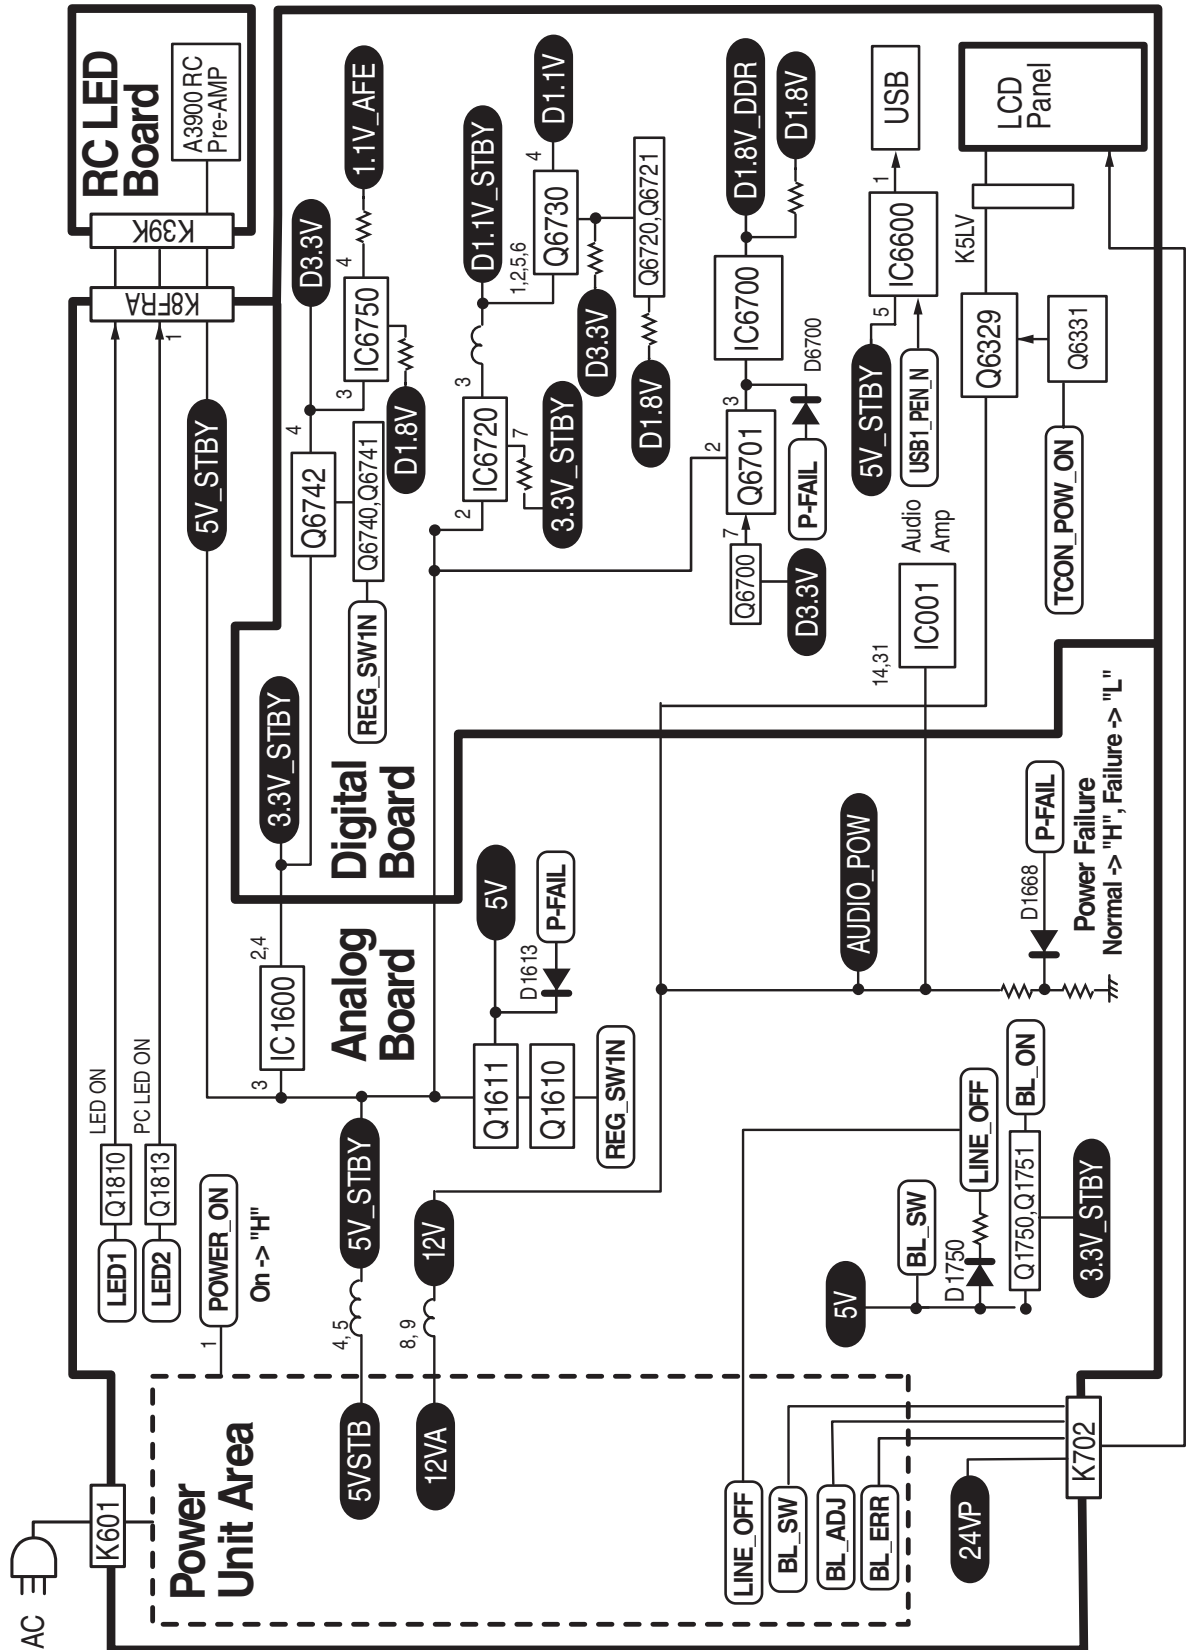 AC
K601
Power
Unit Area
5VSTB
12VA
LINE_OFF
BL_SW
BL_ADJ
BL_ERR
24VP
K702
LED1
Q1810
LED ON
LED2
Q1813
PC LED ON
POWER_ON
On -> "H"
1
4, 5
5V_STBY
8, 9
12V
3
IC1600
2,4
3.3V_STBY
Analog
Board
Q1611
Q1610
REG_SW1N
5V
D1613
P-FAIL
5V
BL_SW
D1750
LINE_OFF
Q1750,Q1751
BL_ON
3.3V_STBY
AUDIO_POW
D1668
P-FAIL
Power Failure
Normal -> "H", Failure -> "L"
Digital
Board
5V_STBY
1
K8FRA
K39K
RC LED
Board
A3900 RC
Pre-AMP
Q6742
4
D3.3V
Q6740,Q6741
REG_SW1N
3
IC6750
4
1.1V_AFE
D1.8V
2
IC6720
3
7
3.3V_STBY
D1.1V_STBY
1,2,5,6
Q6730
4
D1.1V
D3.3V
Q6720,Q6721
D1.8V
2
Q6701
3
7
Q6700
D3.3V
P-FAIL
D6700
IC6700
D1.8V_DDR
D1.8V
14,31
IC001
Audio
Amp
5V_STBY
5
USB1_PEN_N
IC6600
1
USB
Q6329
K5LV
LCD
Panel
TCON_POW_ON
Q6331